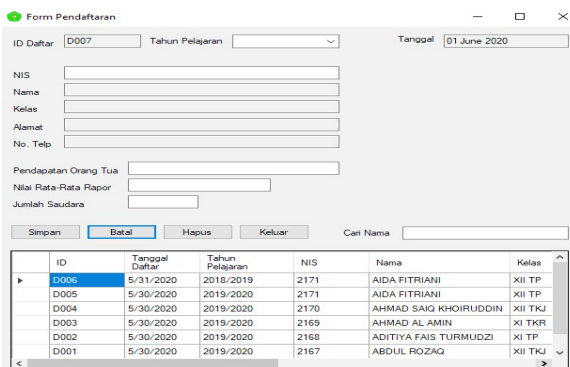 Form Pendaftaran
ID Daftar D007 Tahun Pelajaran Tanggal 01 June 2020
NIS
Nama
Kelas
Alamat
No. Telp
Pendapatan Orang Tua
Nilai Rata-Rata Rapor
Jumlah Saudara
Simpan Batal Hapus Keluar Cari Nama
ID Tanggal Daftar Tahun Pelajaran NIS Nama Kelas
D006 5/31/2020 2018/2019 2171 AIDA FITRIANI XII TP
D005 5/30/2020 2019/2020 2171 AIDA FITRIANI XII TP
D004 5/30/2020 2019/2020 2170 AHMAD SAIQ KHOIRUDDIN XII TKJ
D003 5/30/2020 2019/2020 2169 AHMAD AL AMIN XI TKR
D002 5/30/2020 2019/2020 2168 ADITIYA FAIS TURMUDZI XI TP
D001 5/30/2020 2019/2020 2167 ABDUL ROZAQ XII TKJ